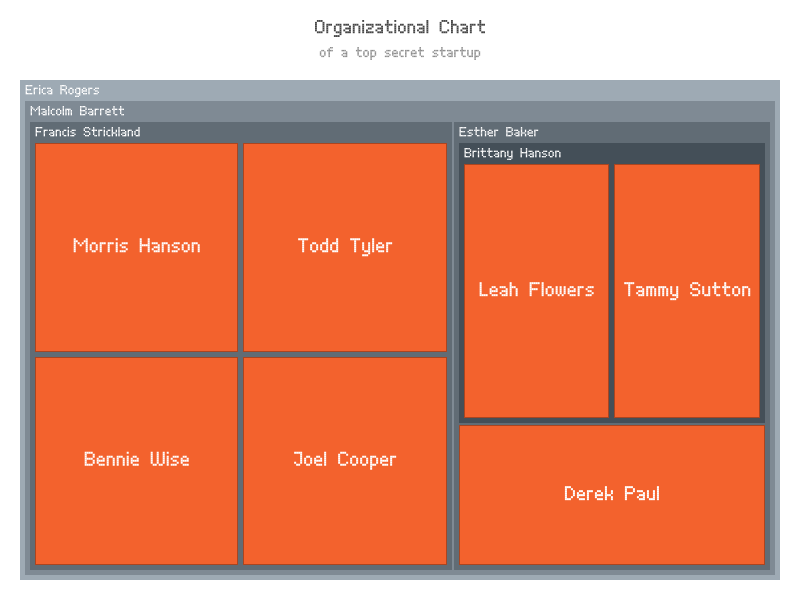 Organizational Chart
of a top secret startup
Erica Rogers
Malcolm Barrett
Francis Strickland
Morris Hanson
Todd Tyler
Bennie Wise
Joel Cooper
Esther Baker
Brittany Hanson
Leah Flowers
Tammy Sutton
Derek Paul